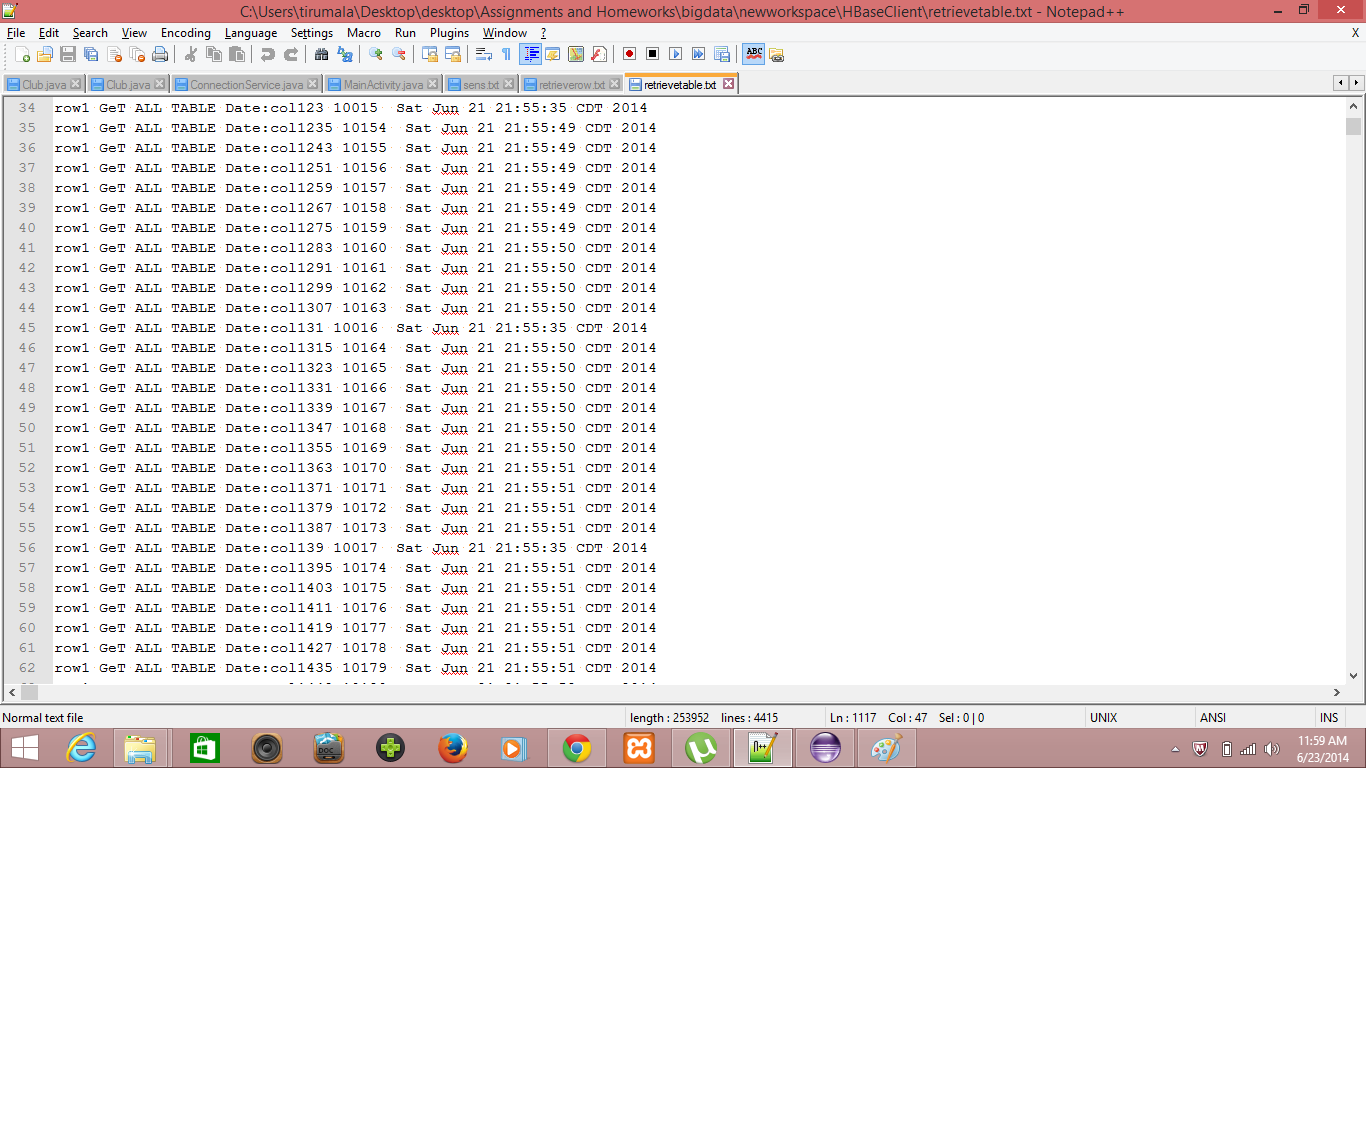 C:\Users\tirumala\Desktop\desktop\Assignments and Homeworks\bigdata\newworkspace\HBaseClient\retrievetable.txt - Notepad++
File Edit Search View Encoding Language Settings Macro Run Plugins Window ? X
Club.java Club.java ConnectionService.java MainActivity.java sens.txt retrieverow.txt retrievetable.txt
34 row1 GeT ALL TABLE Date:col123 10015 Sat Jun 21 21:55:35 CDT 2014
35 row1 GeT ALL TABLE Date:col1235 10154 Sat Jun 21 21:55:49 CDT 2014
36 row1 GeT ALL TABLE Date:col1243 10155 Sat Jun 21 21:55:49 CDT 2014
37 row1 GeT ALL TABLE Date:col1251 10156 Sat Jun 21 21:55:49 CDT 2014
38 row1 GeT ALL TABLE Date:col1259 10157 Sat Jun 21 21:55:49 CDT 2014
39 row1 GeT ALL TABLE Date:col1267 10158 Sat Jun 21 21:55:49 CDT 2014
40 row1 GeT ALL TABLE Date:col1275 10159 Sat Jun 21 21:55:49 CDT 2014
41 row1 GeT ALL TABLE Date:col1283 10160 Sat Jun 21 21:55:50 CDT 2014
42 row1 GeT ALL TABLE Date:col1291 10161 Sat Jun 21 21:55:50 CDT 2014
43 row1 GeT ALL TABLE Date:col1299 10162 Sat Jun 21 21:55:50 CDT 2014
44 row1 GeT ALL TABLE Date:col1307 10163 Sat Jun 21 21:55:50 CDT 2014
45 row1 GeT ALL TABLE Date:col131 10016 Sat Jun 21 21:55:35 CDT 2014
46 row1 GeT ALL TABLE Date:col1315 10164 Sat Jun 21 21:55:50 CDT 2014
47 row1 GeT ALL TABLE Date:col1323 10165 Sat Jun 21 21:55:50 CDT 2014
48 row1 GeT ALL TABLE Date:col1331 10166 Sat Jun 21 21:55:50 CDT 2014
49 row1 GeT ALL TABLE Date:col1339 10167 Sat Jun 21 21:55:50 CDT 2014
50 row1 GeT ALL TABLE Date:col1347 10168 Sat Jun 21 21:55:50 CDT 2014
51 row1 GeT ALL TABLE Date:col1355 10169 Sat Jun 21 21:55:50 CDT 2014
52 row1 GeT ALL TABLE Date:col1363 10170 Sat Jun 21 21:55:51 CDT 2014
53 row1 GeT ALL TABLE Date:col1371 10171 Sat Jun 21 21:55:51 CDT 2014
54 row1 GeT ALL TABLE Date:col1379 10172 Sat Jun 21 21:55:51 CDT 2014
55 row1 GeT ALL TABLE Date:col1387 10173 Sat Jun 21 21:55:51 CDT 2014
56 row1 GeT ALL TABLE Date:col139 10017 Sat Jun 21 21:55:35 CDT 2014
57 row1 GeT ALL TABLE Date:col1395 10174 Sat Jun 21 21:55:51 CDT 2014
58 row1 GeT ALL TABLE Date:col1403 10175 Sat Jun 21 21:55:51 CDT 2014
59 row1 GeT ALL TABLE Date:col1411 10176 Sat Jun 21 21:55:51 CDT 2014
60 row1 GeT ALL TABLE Date:col1419 10177 Sat Jun 21 21:55:51 CDT 2014
61 row1 GeT ALL TABLE Date:col1427 10178 Sat Jun 21 21:55:51 CDT 2014
62 row1 GeT ALL TABLE Date:col1435 10179 Sat Jun 21 21:55:51 CDT 2014
Normal text file length : 253952 lines : 4415 Ln : 1117 Col : 47 Sel : 0 | 0 UNIX ANSI INS
11:59 AM
6/23/2014